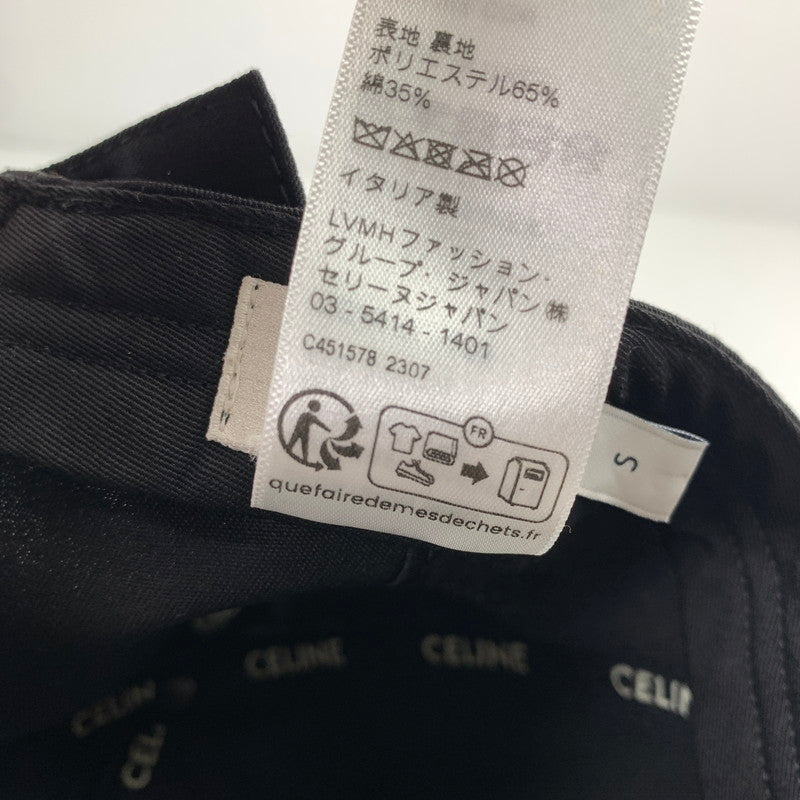 表地 裏地
ポリエステル65%
綿35%
イタリア製
LVMHファッション・
グループ・ジャパン㈱
セリーヌジャパン
03 - 5414 - 1401
C451578 2307
FR
quefairedemesdechets.fr
S
CELINE
CELINE
CELIN
CELIN
CEL